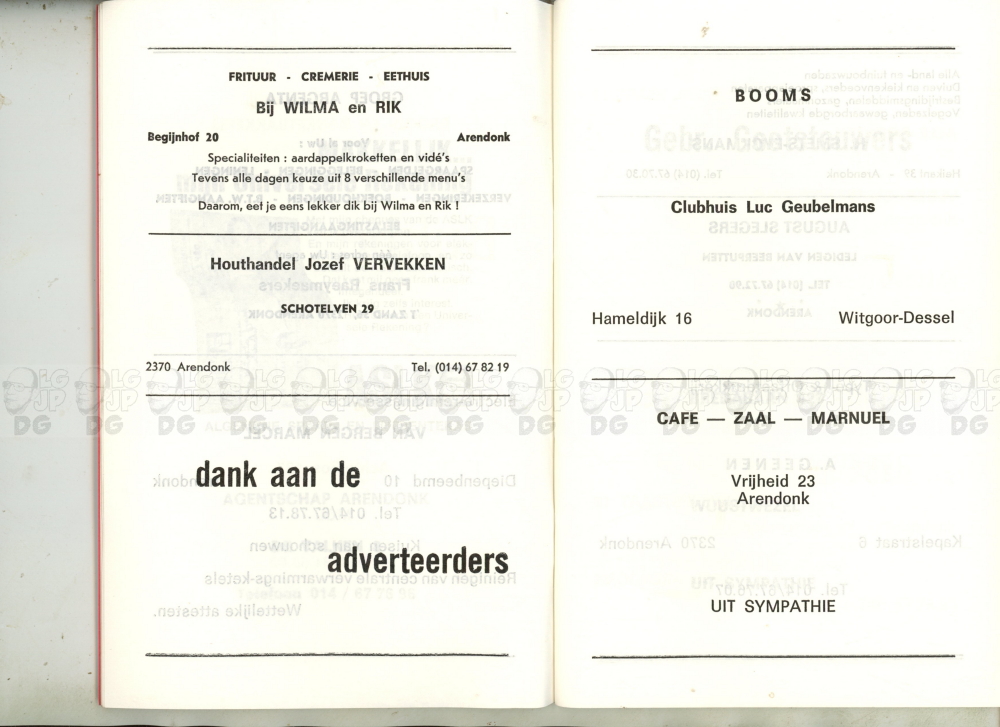 FRITUUR - CREMERIE - EETHUIS
Bij WILMA en RIK
Begijnhof 20 Arendonk
Specialiteiten : aardappelkroketten en vidé's
Tevens alle dagen keuze uit 8 verschillende menu's
Daarom, eet je eens lekker dik bij Wilma en Rik !
Houthandel Jozef VERVEKKEN
SCHOTELVEN 29
2370 Arendonk Tel. (014) 67 82 19
dank aan de
adverteerders
BOOMS
Clubhuis Luc Geubelmans
Hameldijk 16 Witgoor-Dessel
CAFE — ZAAL — MARNUEL
Vrijheid 23
Arendonk
UIT SYMPATHIE